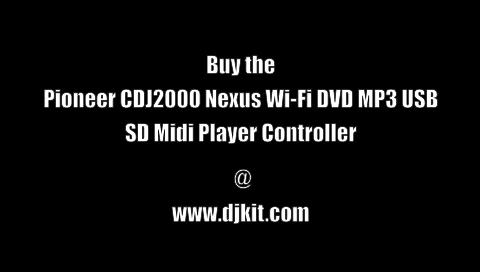 Buy the
Pioneer CDJ2000 Nexus Wi-Fi DVD MP3 USB
SD Midi Player Controller
@
www.djkit.com